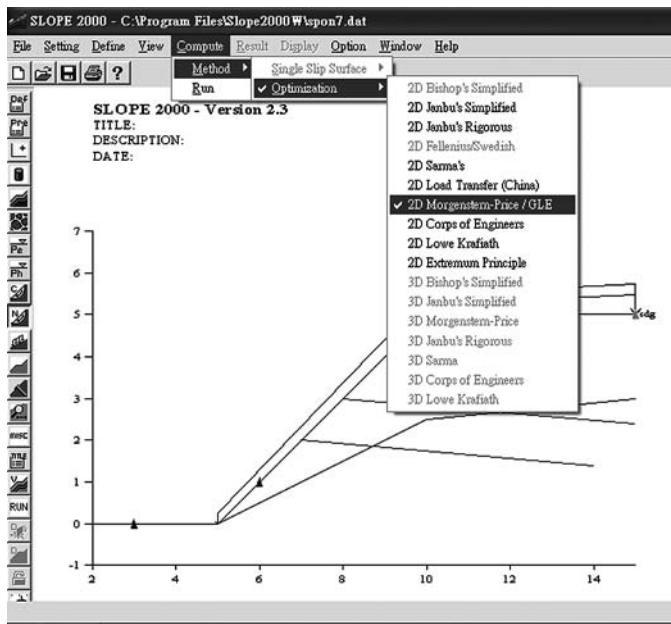 SLOPE 2000 - C:\Program Files\Slope2000₩\spon7.dat
File Setting Define View Compute Result Display Option Window Help
Method Single Slip Surface
Run Optimization
SLOPE 2000 - Version 2.3
TITLE:
DESCRIPTION:
DATE:
2D Bishop's Simplified
2D Janbu's Simplified
2D Janbu's Rigorous
2D Fellenius/Swedish
2D Sarma's
2D Load Transfer (China)
2D Morgenstern-Price / GLE
2D Corps of Engineers
2D Lowe Krafiath
2D Extremum Principle
3D Bishop's Simplified
3D Janbu's Simplified
3D Morgenstern-Price
3D Janbu's Rigorous
3D Sarma
3D Corps of Engineers
3D Lowe Krafiath
Def
Pre
Pe
Ph
C
N
misc
RUN
7
6
5
4
3
2
1
0
-1
2 4 6 8 10 12 14